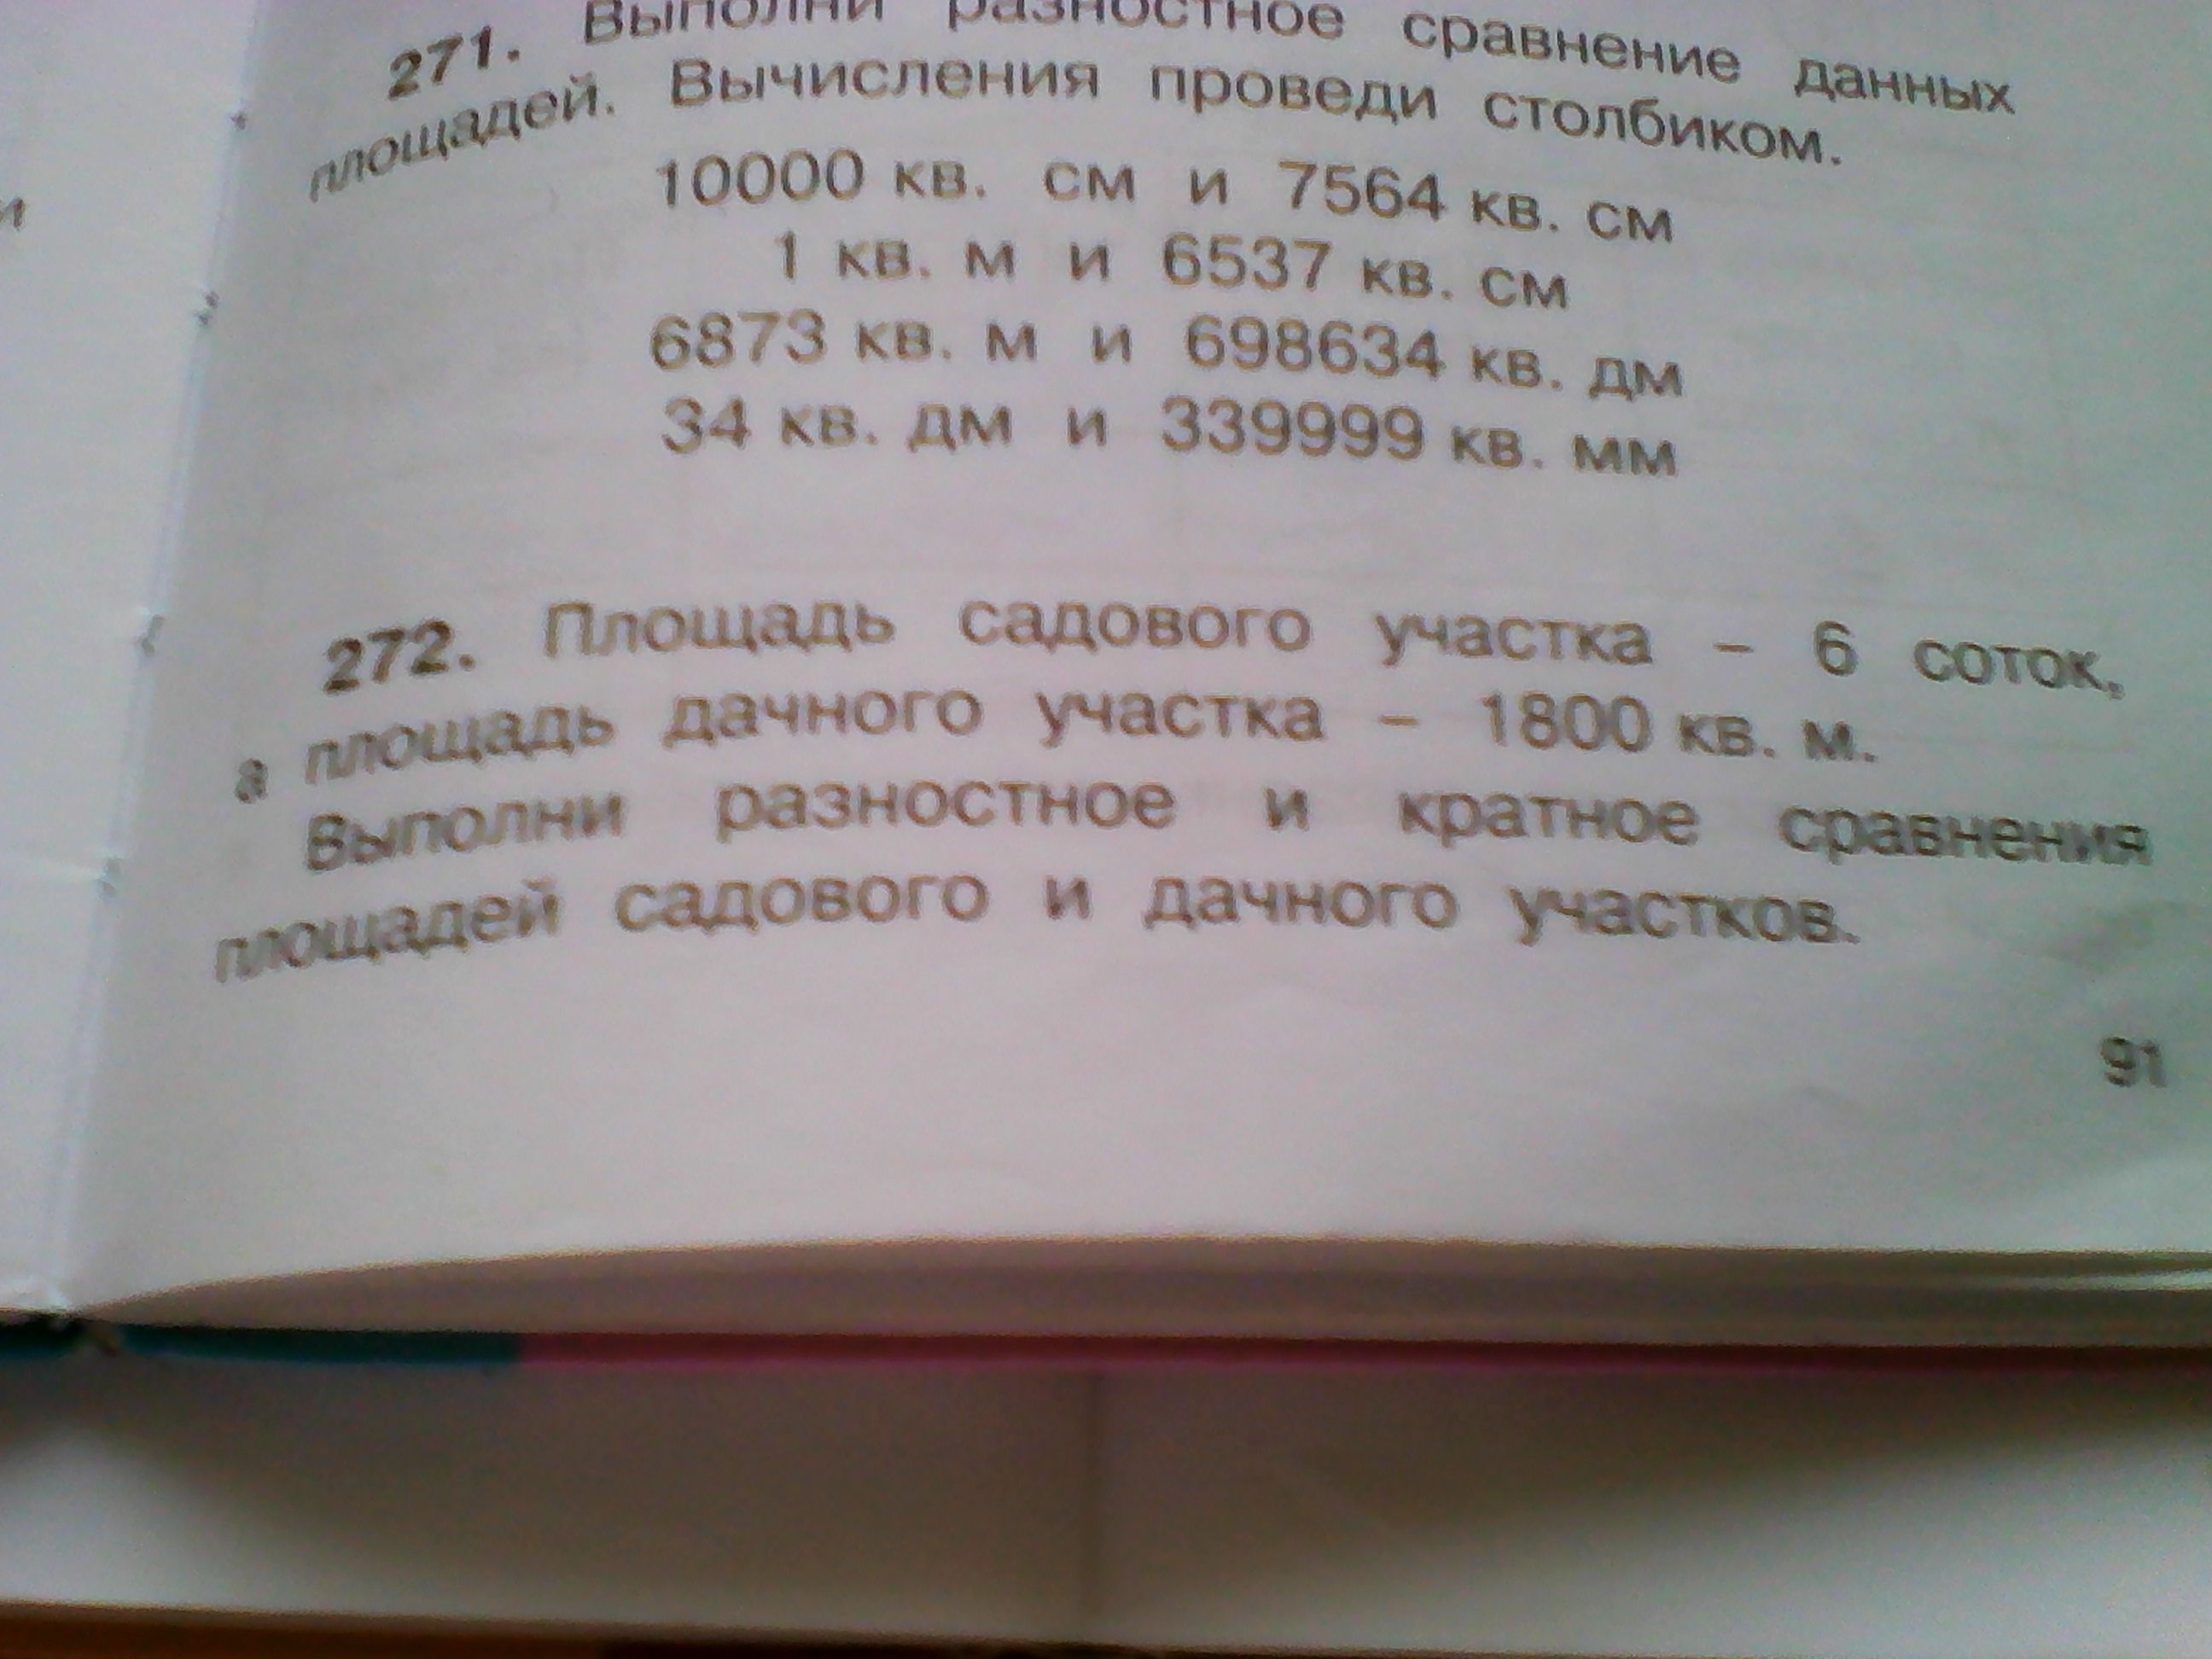 271. Выполни разностное сравнение данных
площадей. Вычисления проведи столбиком.
и
10000 кв. см и 7564 кв. см
1 кв. м и 6537 кв. см
6873 кв. м и 698634 кв. дм
34 кв. дм и 339999 кв. мм
272. Площадь садового участка – 6 соток,
а площадь дачного участка – 1800 кв. м.
Выполни разностное и кратное сравнения
площадей садового и дачного участков.
91